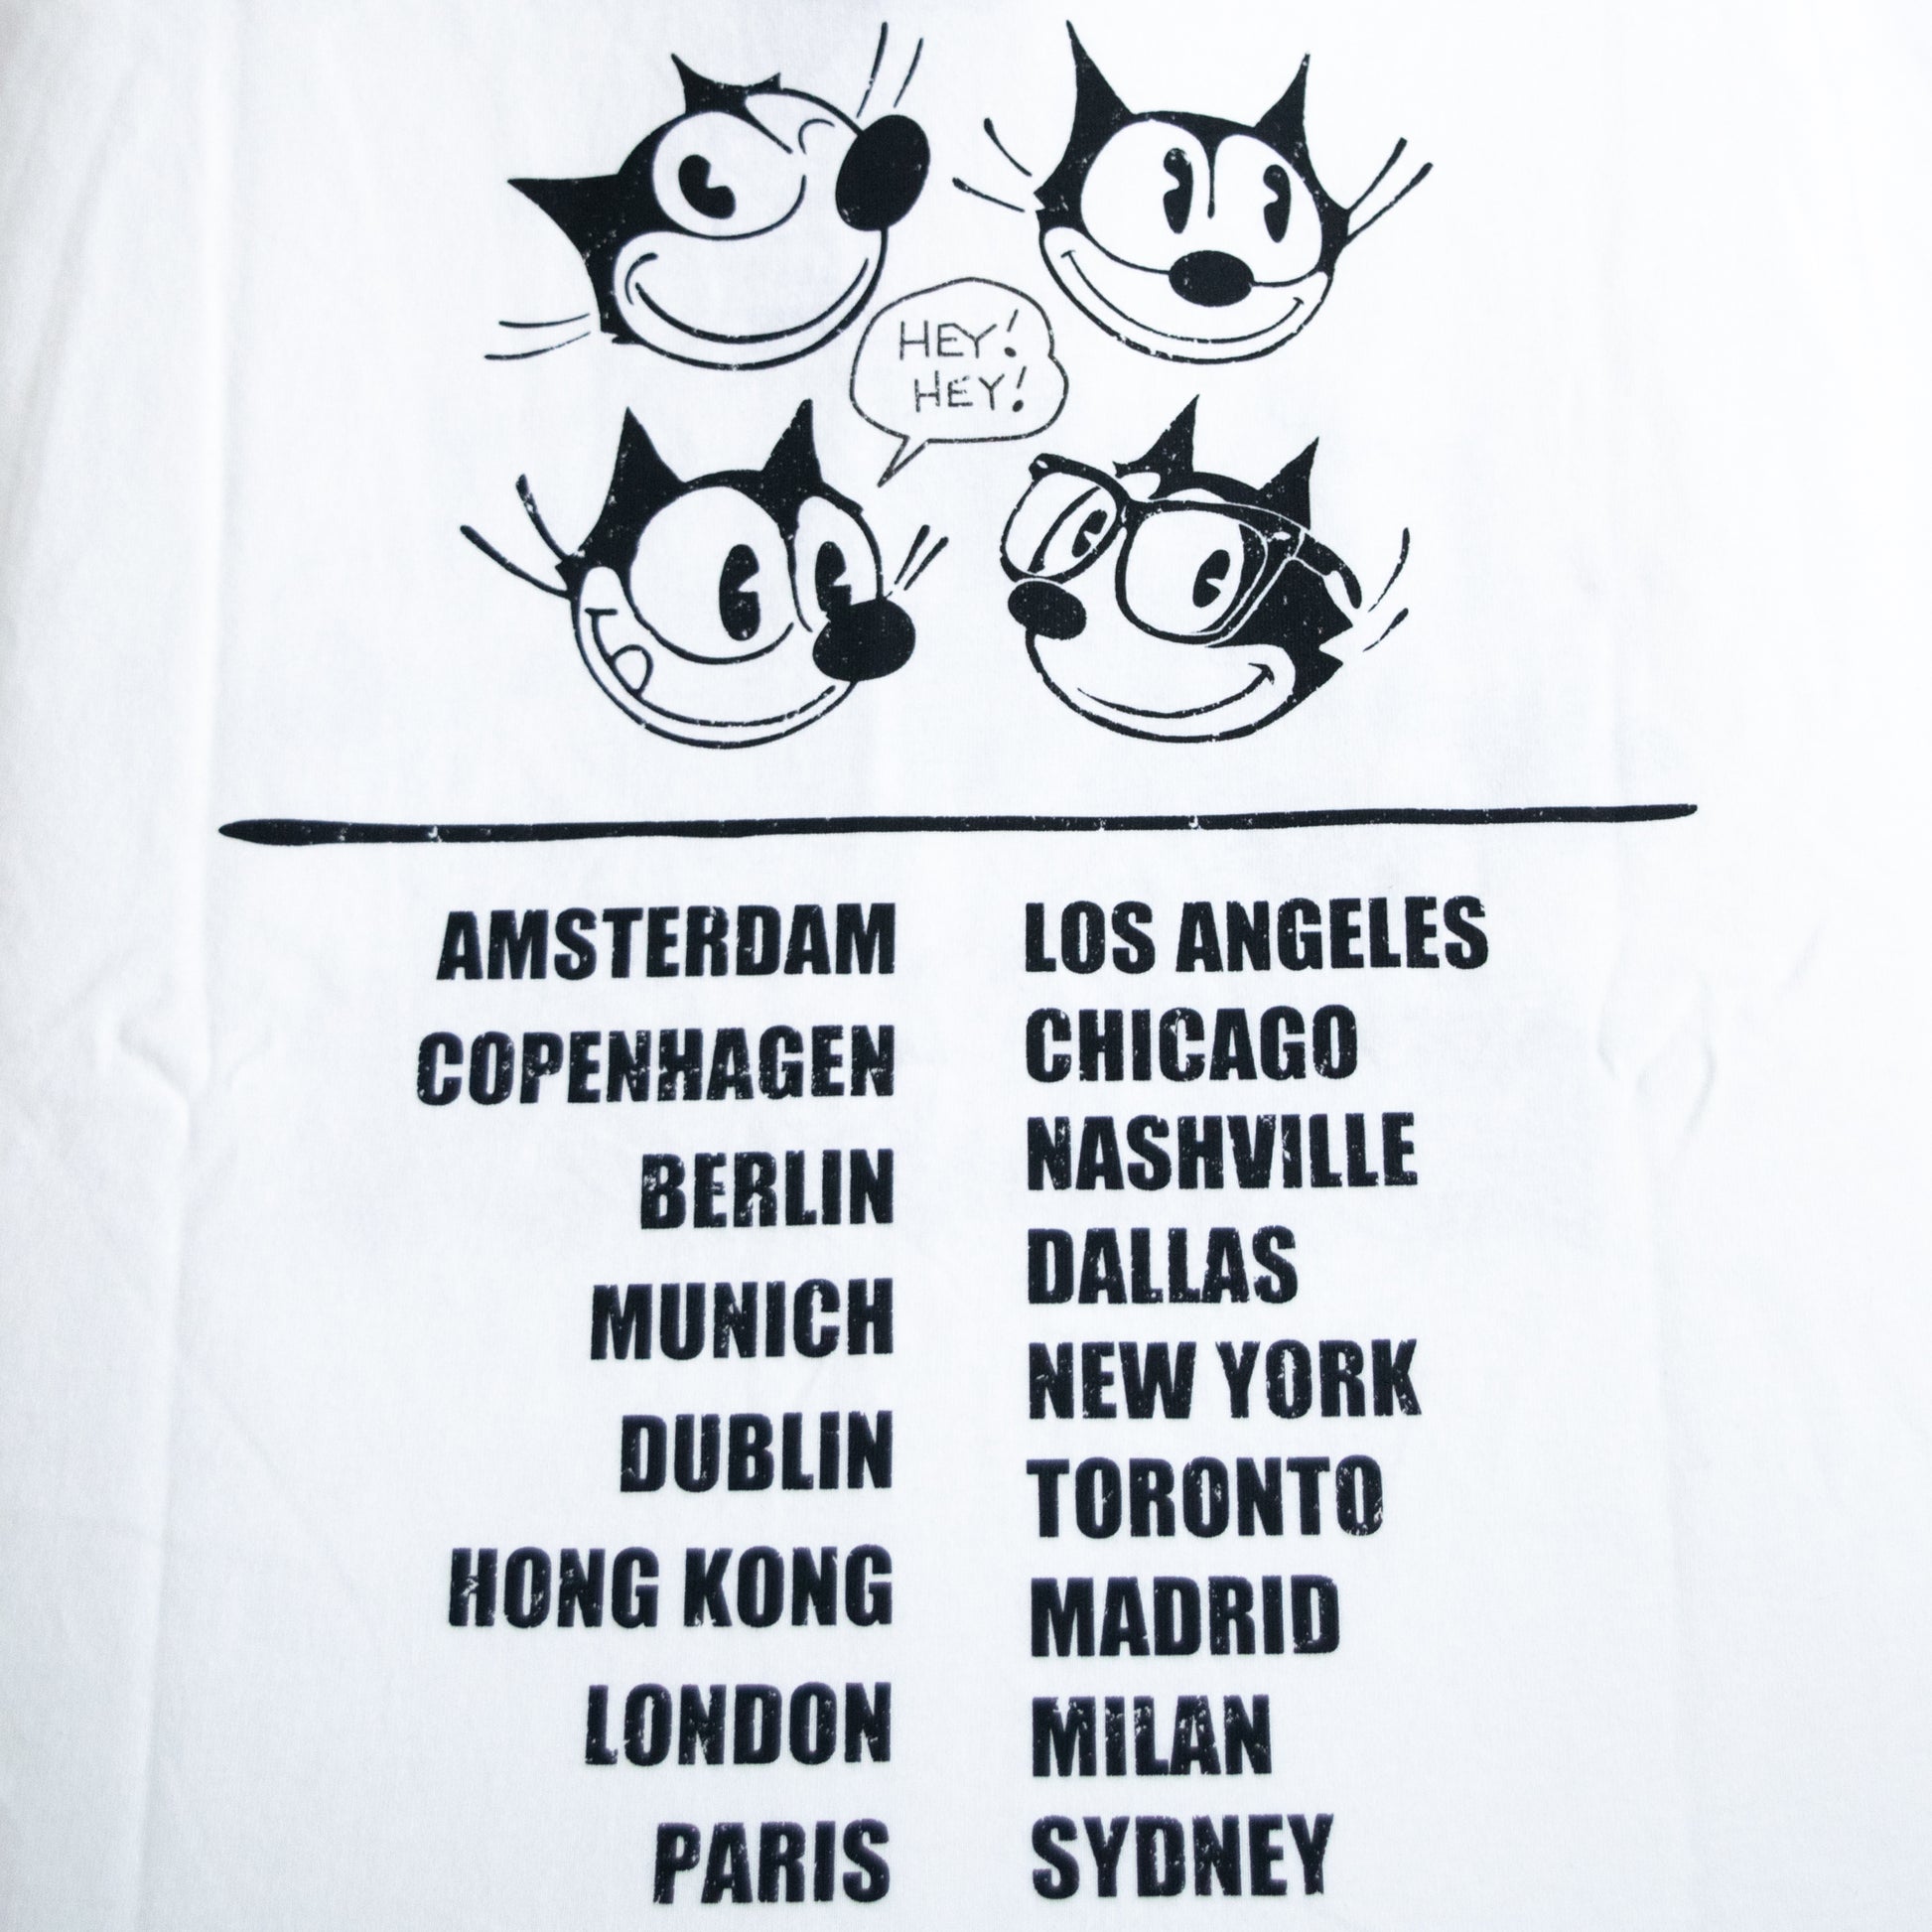 HEY!
HEY!
AMSTERDAM
COPENHAGEN
BERLIN
MUNICH
DUBLIN
HONG KONG
LONDON
PARIS
LOS ANGELES
CHICAGO
NASHVILLE
DALLAS
NEW YORK
TORONTO
MADRID
MILAN
SYDNEY